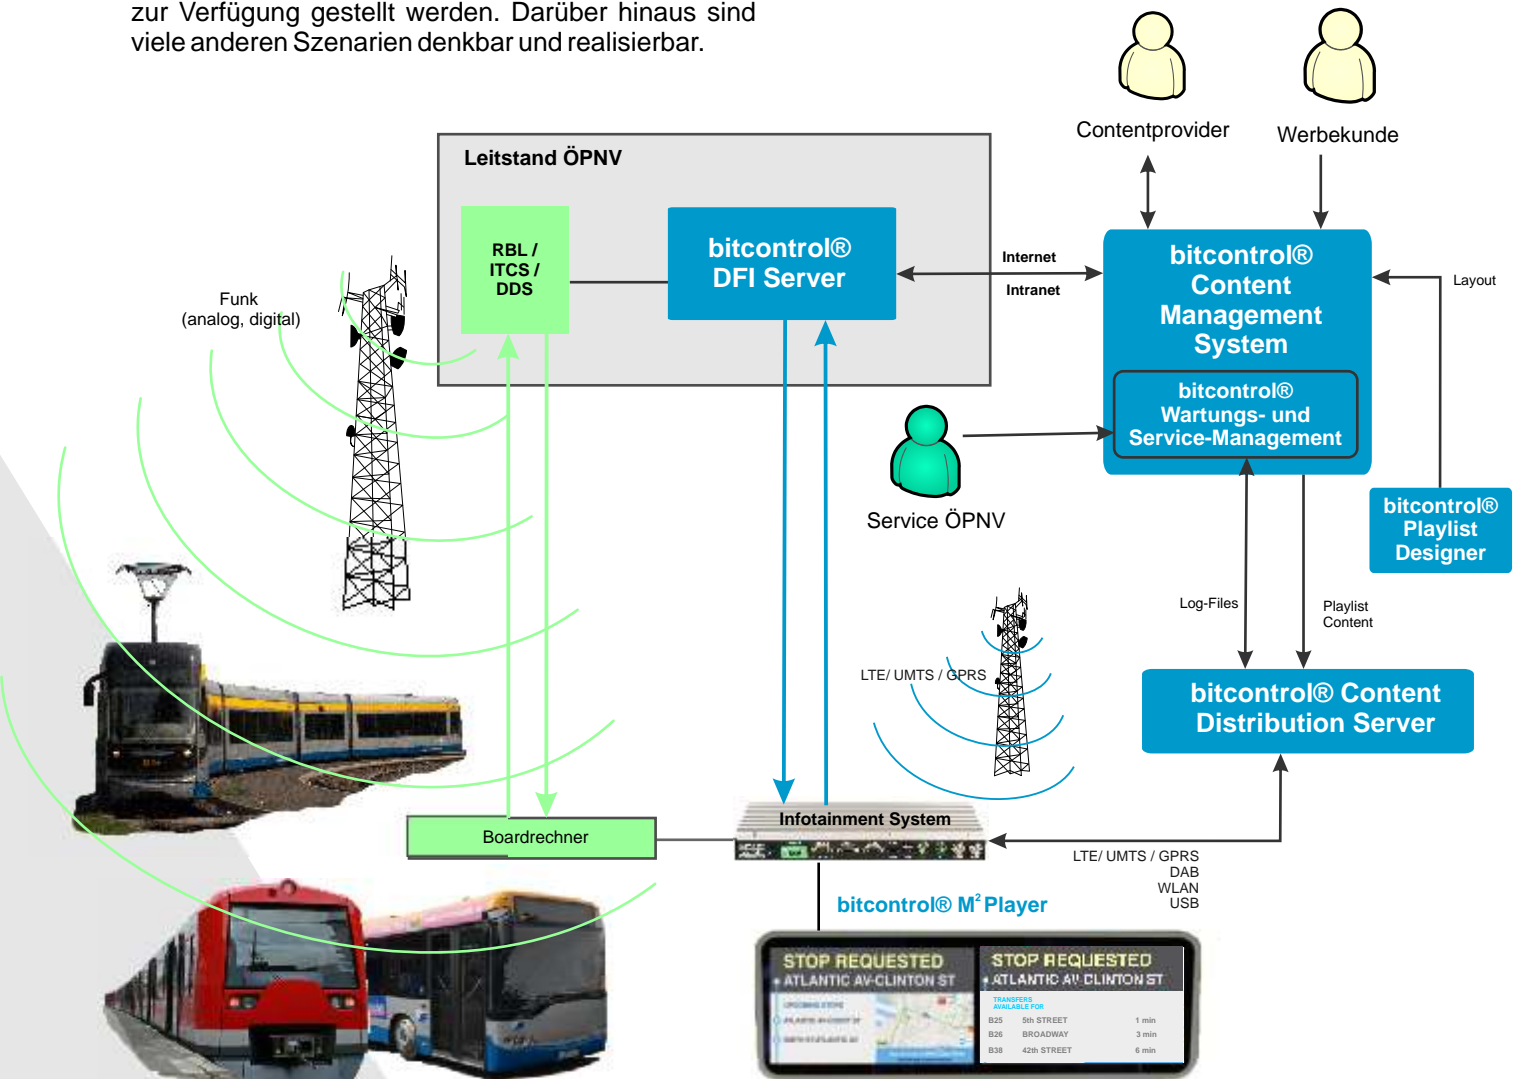 zur Verfügung gestellt werden. Darüber hinaus sind
viele anderen Szenarien denkbar und realisierbar.
Contentprovider
Werbekunde
Leitstand ÖPNV
RBL /
ITCS /
DDS
bitcontrol®
DFI Server
Internet
Intranet
bitcontrol®
Content
Management
System
Layout
Funk
(analog, digital)
bitcontrol®
Wartungs- und
Service-Management
Service ÖPNV
bitcontrol®
Playlist
Designer
Log-Files
Playlist
Content
LTE/ UMTS / GPRS
bitcontrol® Content
Distribution Server
Infotainment System
Boardrechner
LTE/ UMTS / GPRS
DAB
WLAN
USB
bitcontrol® M² Player
STOP REQUESTED
ATLANTIC AV-CLINTON ST
UPCOMING STOPS
STOP REQUESTED
ATLANTIC AV CLINTON ST
TRANSFERS
AVAILABLE FOR
B25 5th STREET 1 min
B26 BROADWAY 3 min
B38 42th STREET 6 min